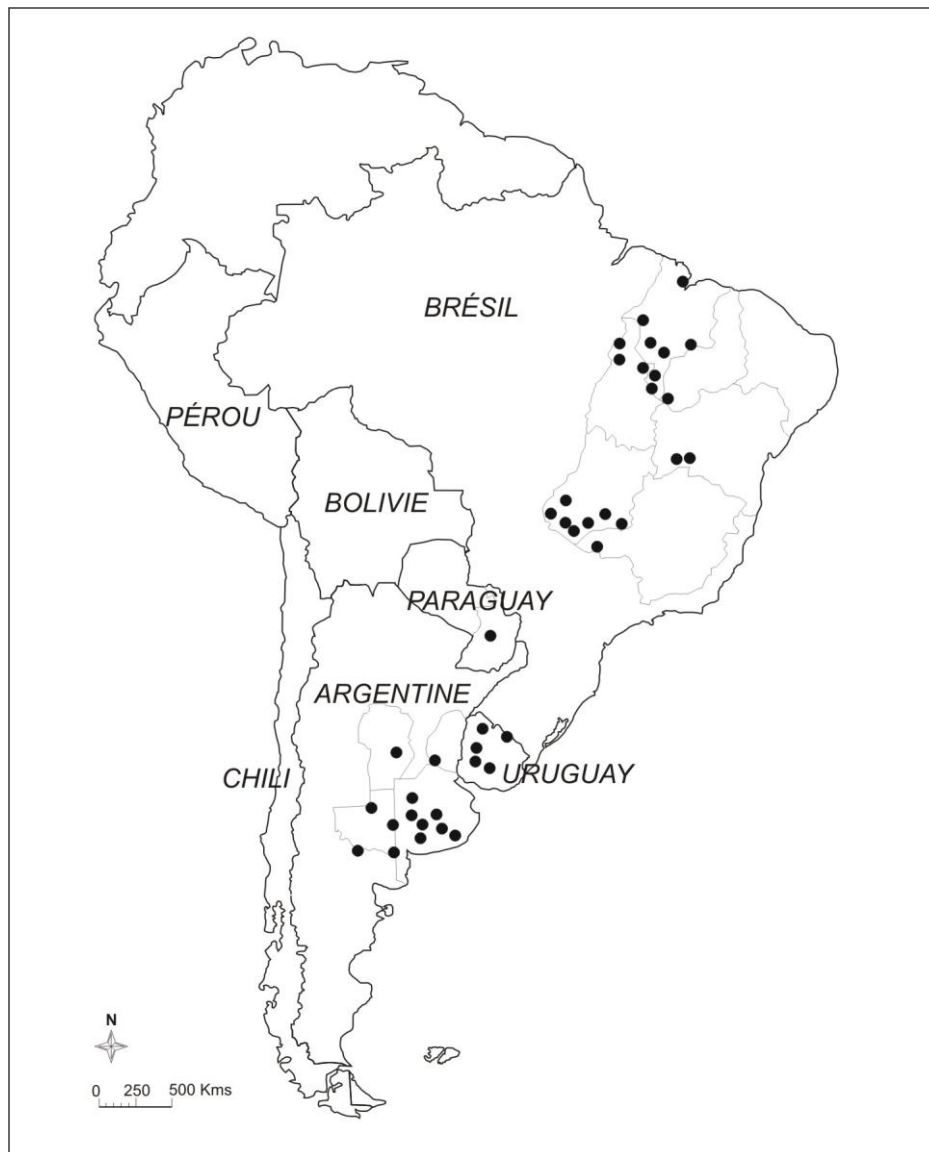 BRÉSIL
PÉROU
BOLIVIE
PARAGUAY
ARGENTINE
CHILI
URUGUAY
N
0 250 500 Kms